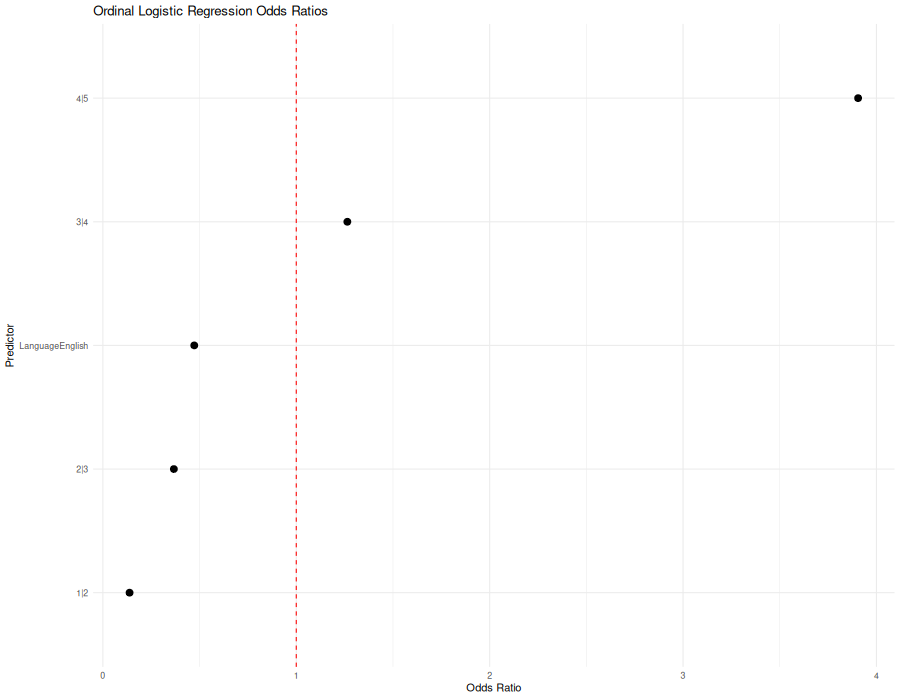 Ordinal Logistic Regression Odds Ratios
4|5
3|4
LanguageEnglish
2|3
1|2
Predictor
0 1 2 3 4
Odds Ratio